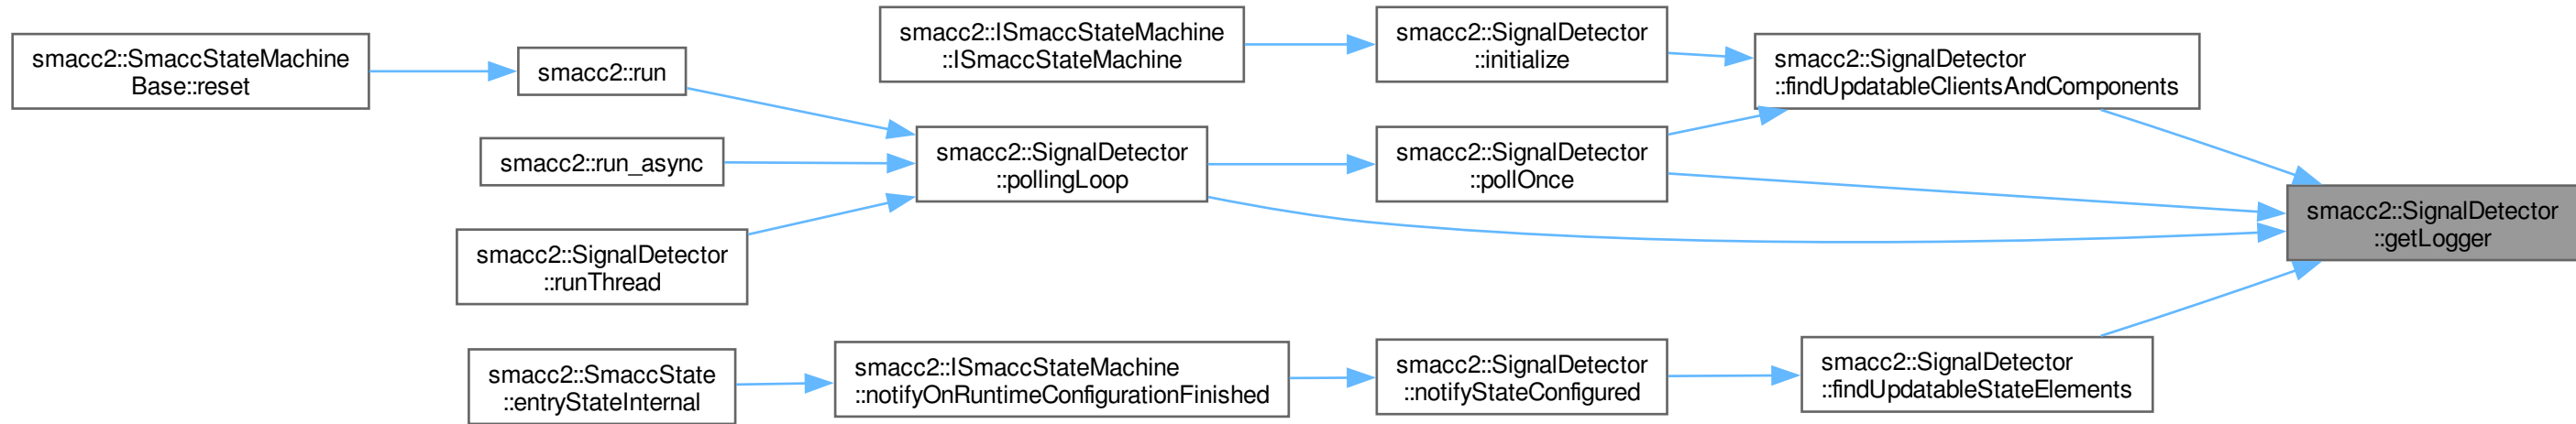 smacc2::SmaccStateMachine
Base::reset
smacc2::run
smacc2::run_async
smacc2::SignalDetector
::runThread
smacc2::SmaccState
::entryStateInternal
smacc2::ISmaccStateMachine
::ISmaccStateMachine
smacc2::SignalDetector
::pollingLoop
smacc2::ISmaccStateMachine
::notifyOnRuntimeConfigurationFinished
smacc2::SignalDetector
::initialize
smacc2::SignalDetector
::pollOnce
smacc2::SignalDetector
::notifyStateConfigured
smacc2::SignalDetector
::findUpdatableClientsAndComponents
smacc2::SignalDetector
::findUpdatableStateElements
smacc2::SignalDetector
::getLogger